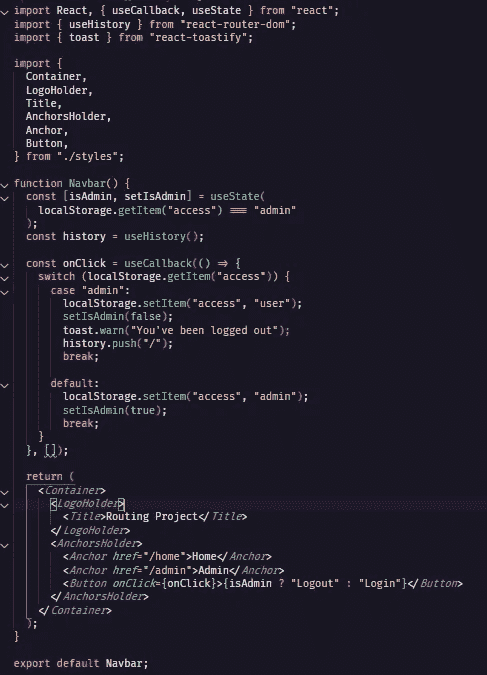 import React, { useCallback, useState } from "react";
import { useHistory } from "react-router-dom";
import { toast } from "react-toastify";

import {
  Container,
  LogoHolder,
  Title,
  AnchorsHolder,
  Anchor,
  Button,
} from "./styles";

function Navbar() {
  const [isAdmin, setIsAdmin] = useState(
    localStorage.getItem("access") === "admin"
  );
  const history = useHistory();

  const onClick = useCallback(() => {
    switch (localStorage.getItem("access")) {
      case "admin":
        localStorage.setItem("access", "user");
        setIsAdmin(false);
        toast.warn("You've been logged out");
        history.push("/");
        break;

      default:
        localStorage.setItem("access", "admin");
        setIsAdmin(true);
        break;
    }
  }, []);

  return (
    <Container>
      <LogoHolder>
        <Title>Routing Project</Title>
      </LogoHolder>
      <AnchorsHolder>
        <Anchor href="/home">Home</Anchor>
        <Anchor href="/admin">Admin</Anchor>
        <Button onClick={onClick}>{isAdmin ? "Logout" : "Login"}</Button>
      </AnchorsHolder>
    </Container>
  );
}

export default Navbar;